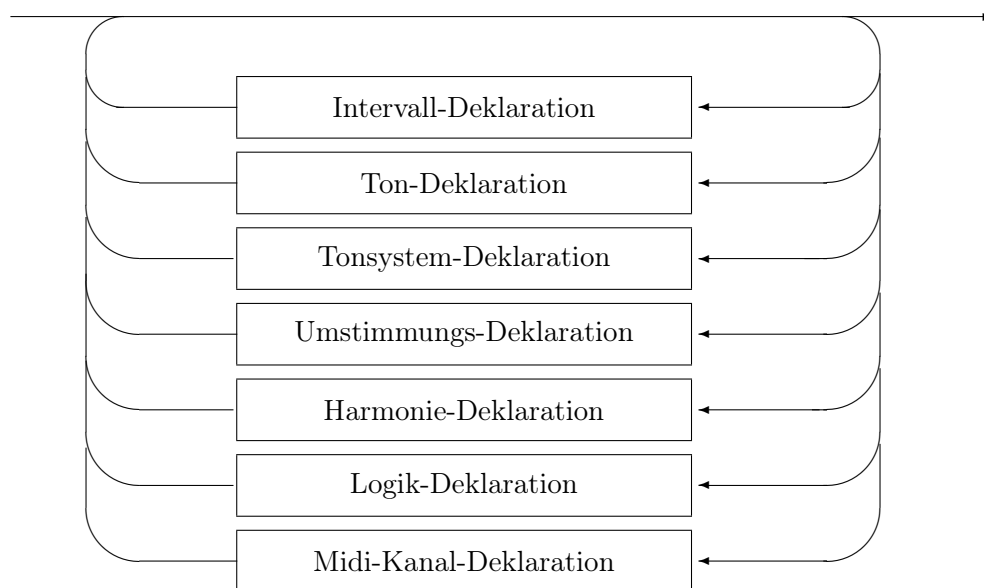 Intervall-Deklaration
Ton-Deklaration
Tonsystem-Deklaration
Umstimmungs-Deklaration
Harmonie-Deklaration
Logik-Deklaration
Midi-Kanal-Deklaration